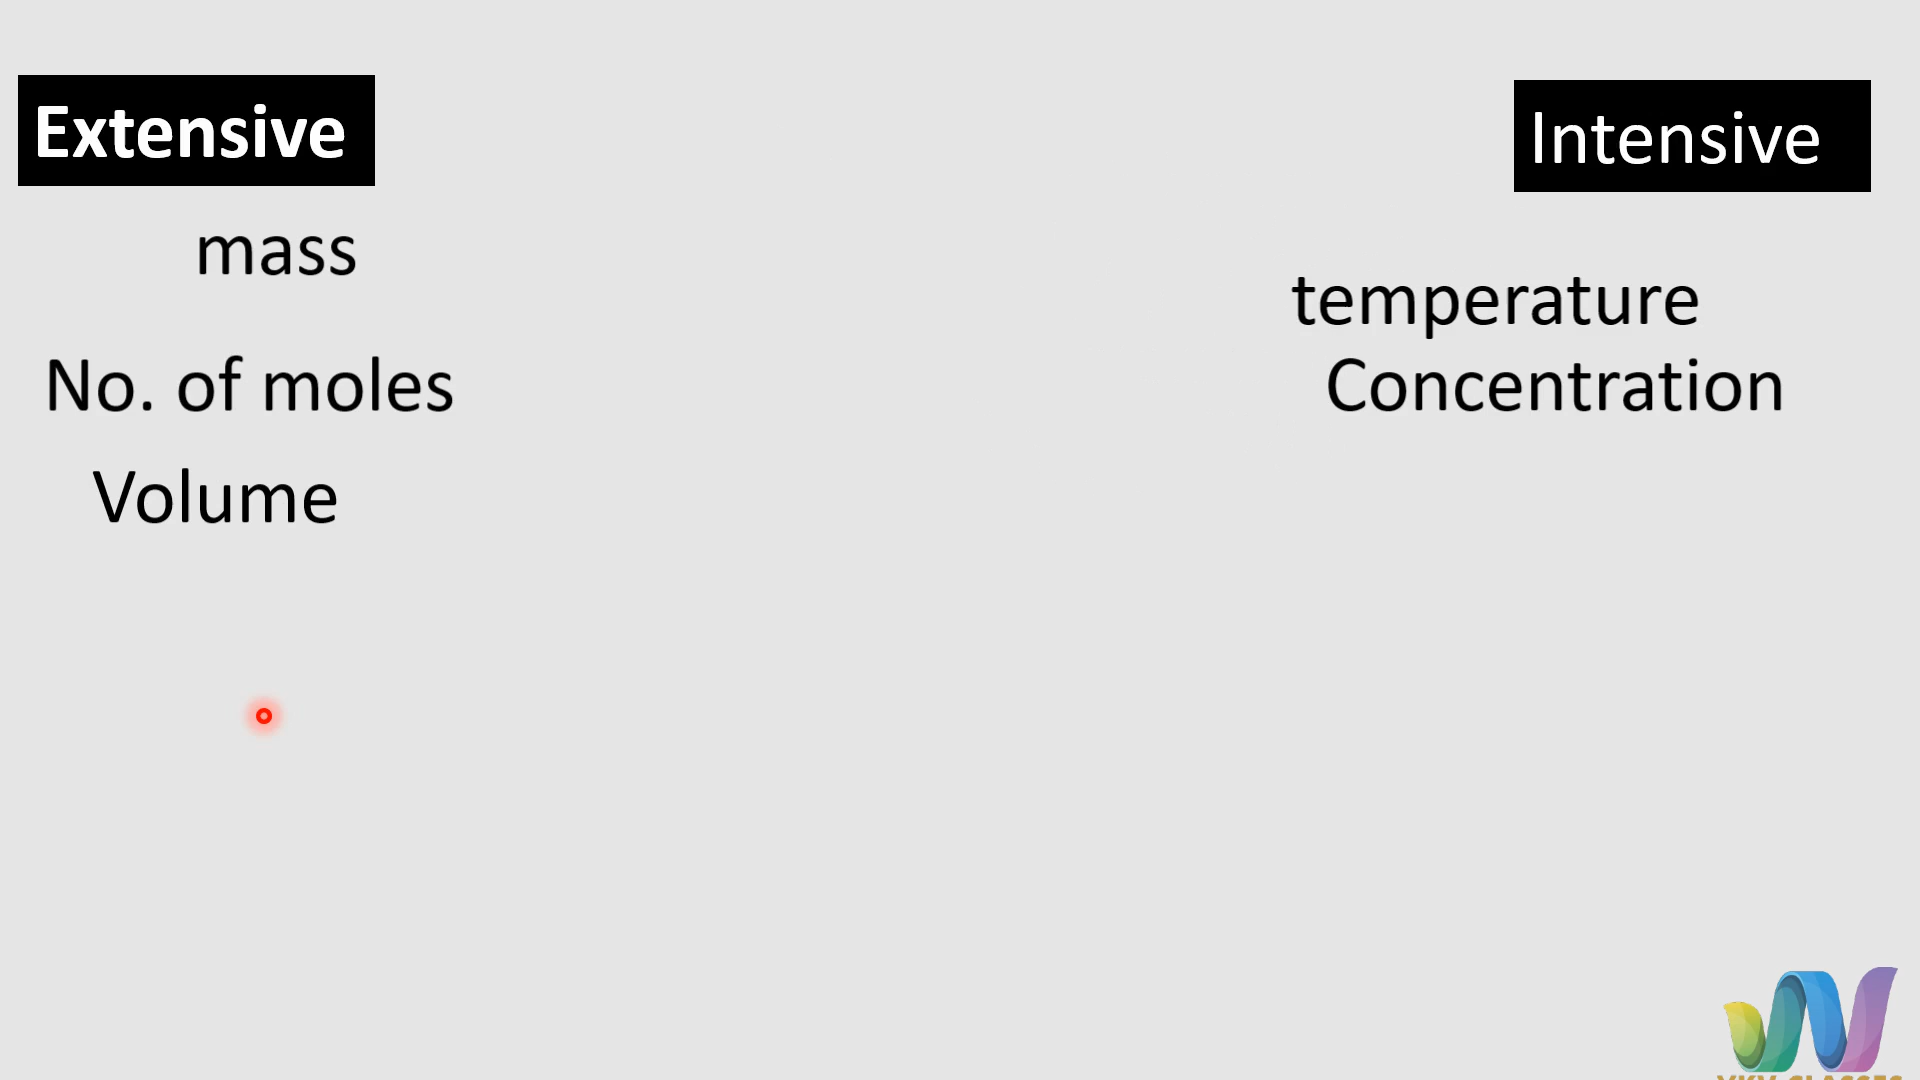 Extensive
mass
No. of moles
Volume
Intensive
temperature
Concentration